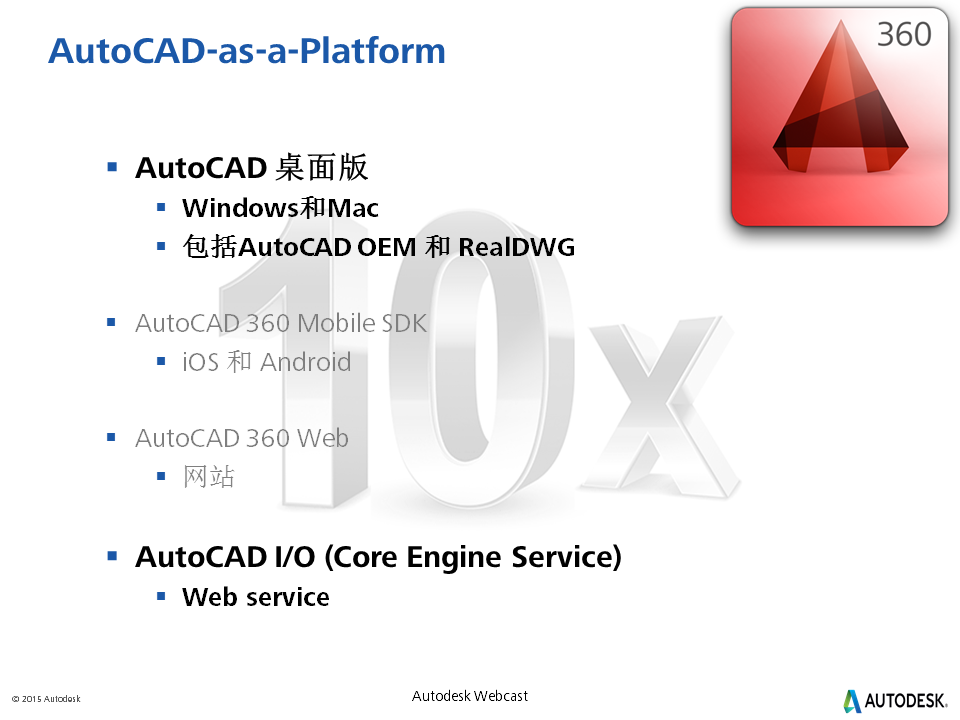 AutoCAD-as-a-Platform
360
AutoCAD 桌面版
Windows和Mac
包括AutoCAD OEM 和 RealDWG
10x
AutoCAD 360 Mobile SDK
iOS 和 Android
AutoCAD 360 Web
网站
AutoCAD I/O (Core Engine Service)
Web service
© 2015 Autodesk
Autodesk Webcast
AUTODESK.